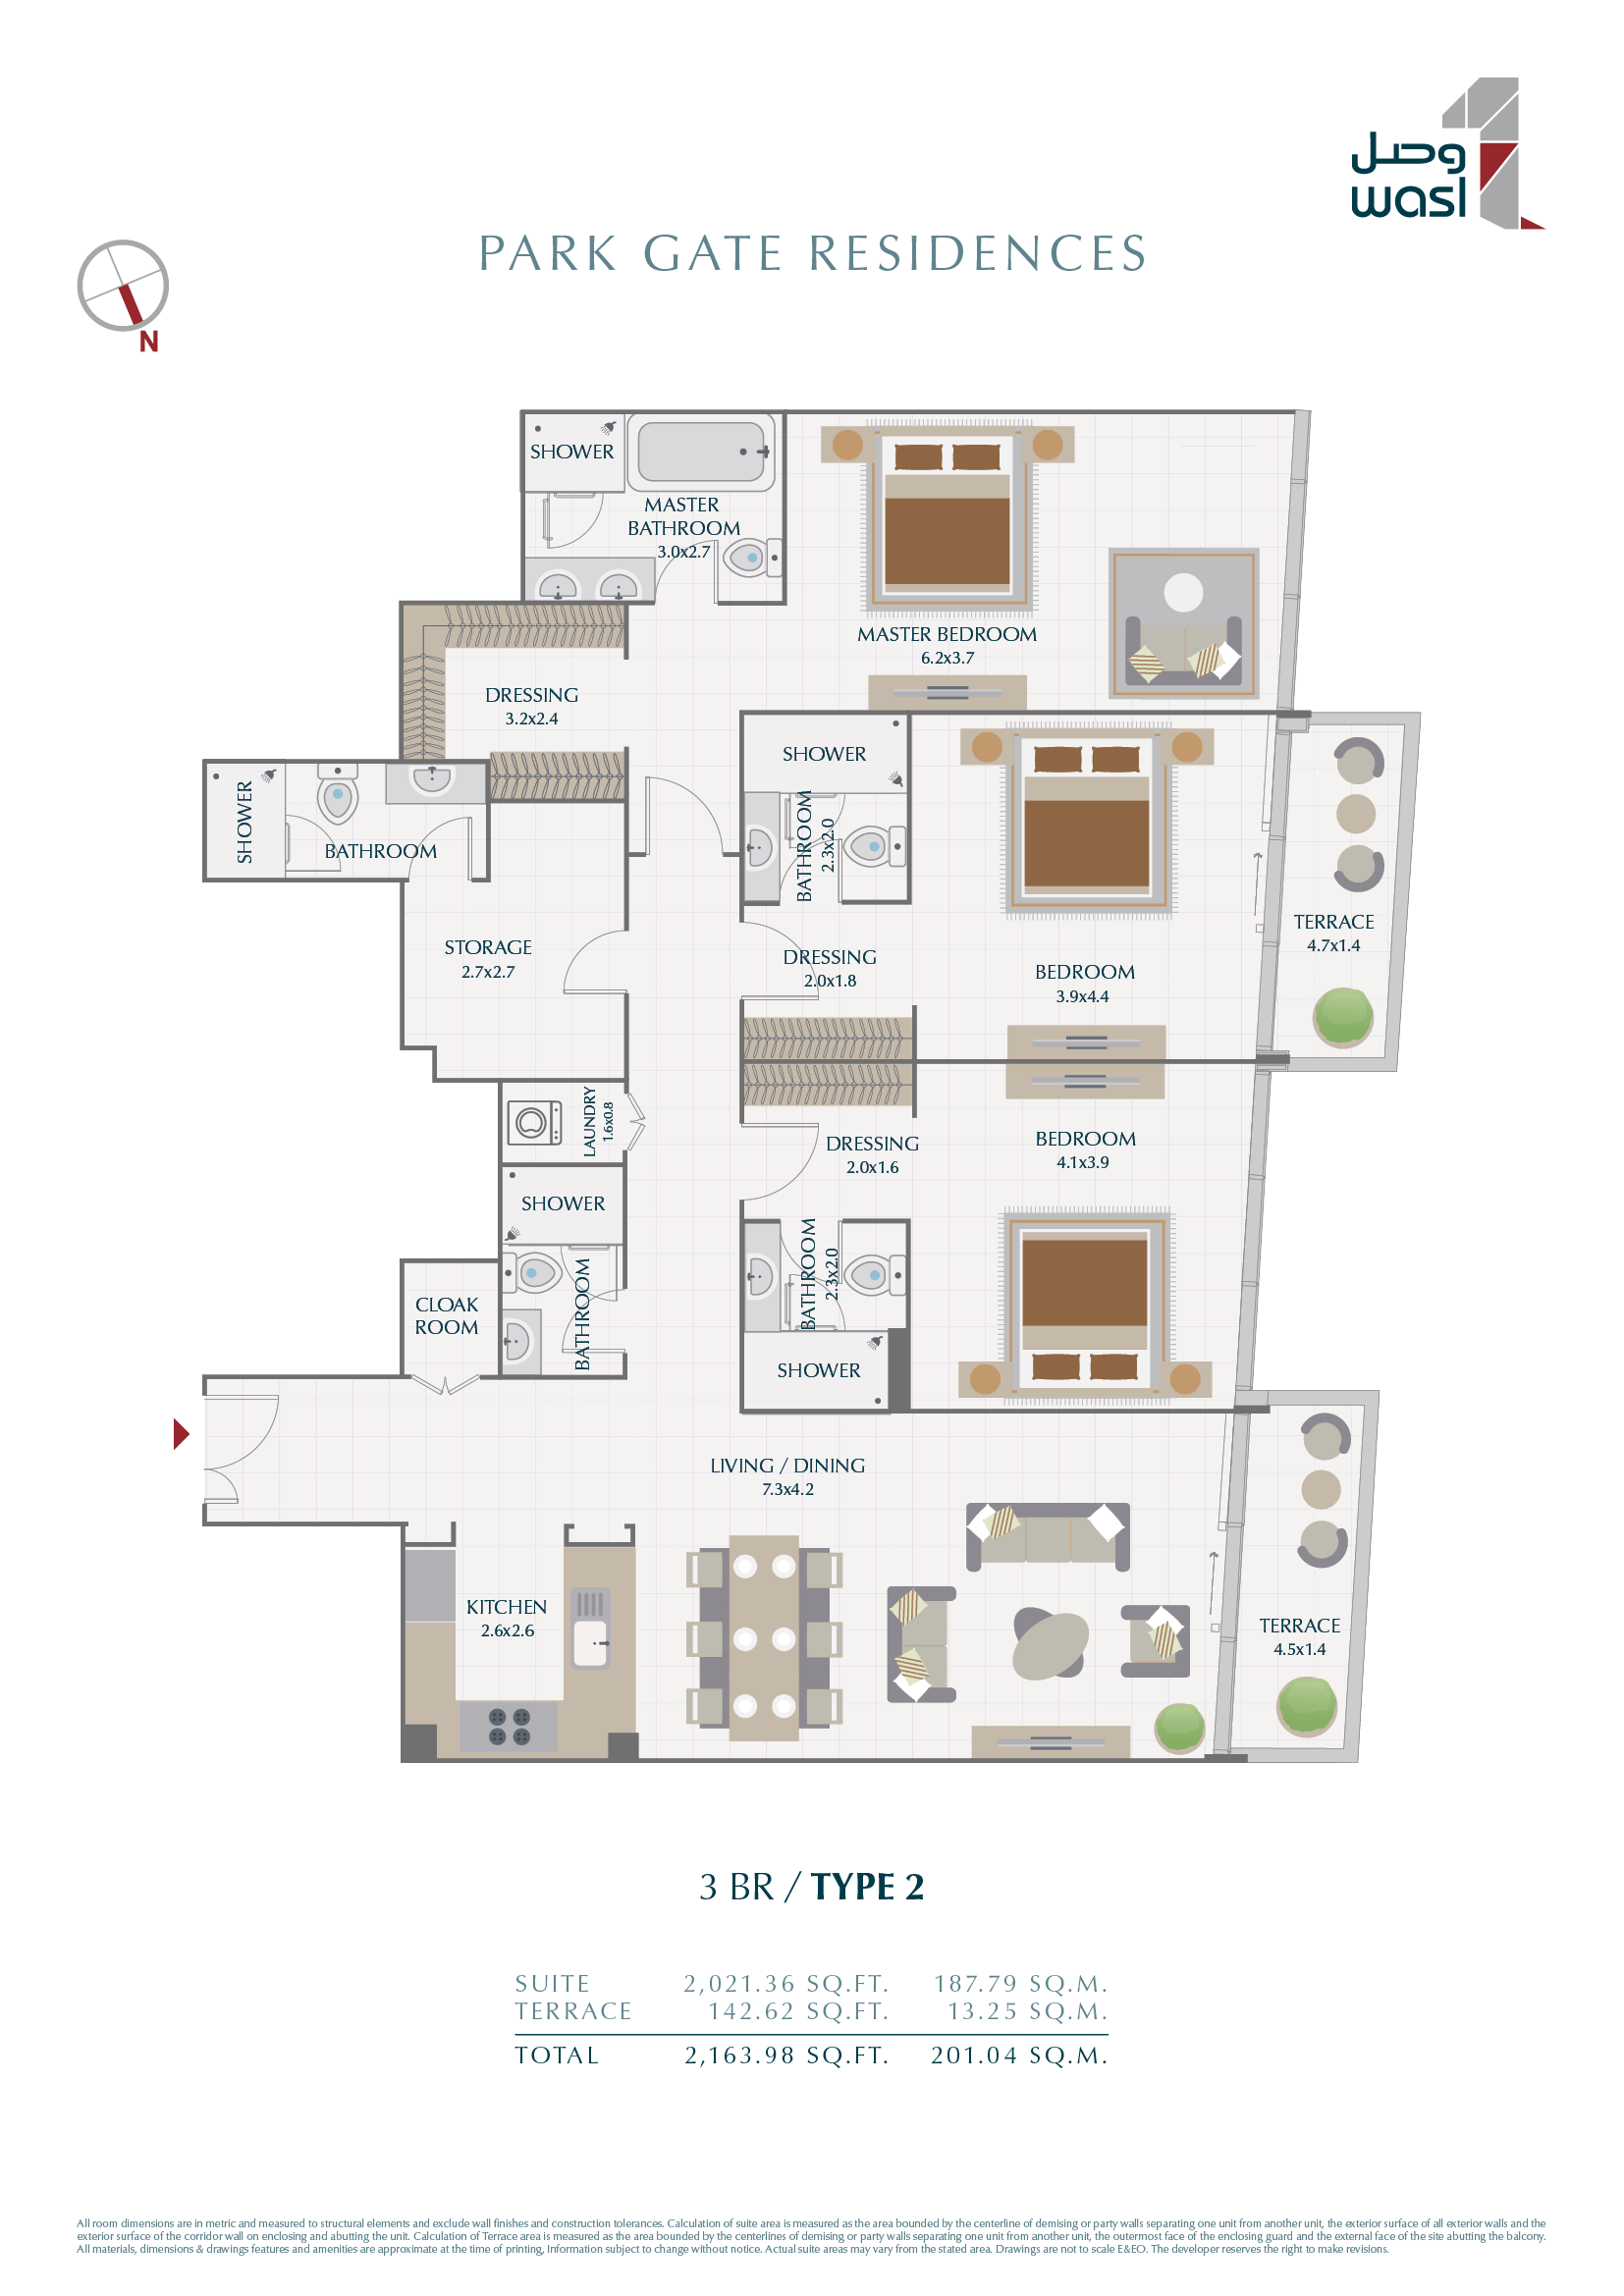 وصل
wasl
PARK GATE RESIDENCES
N
SHOWER
MASTER
BATHROOM
3.0x2.7
MASTER BEDROOM
6.2x3.7
DRESSING
3.2x2.4
SHOWER
SHOWER
BATHROOM
BATHROOM
2.3x2.0
TERRACE
4.7x1.4
STORAGE
2.7x2.7
DRESSING
2.0x1.8
BEDROOM
3.9x4.4
LAUNDRY
1.6x0.8
DRESSING
2.0x1.6
BEDROOM
4.1x3.9
SHOWER
BATHROOM
2.3x2.0
CLOAK
ROOM
BATHROOM
SHOWER
LIVING / DINING
7.3x4.2
KITCHEN
2.6x2.6
TERRACE
4.5x1.4
3 BR / TYPE 2
SUITE 2,021.36 SQ.FT. 187.79 SQ.M.
TERRACE 142.62 SQ.FT. 13.25 SQ.M.
TOTAL 2,163.98 SQ.FT. 201.04 SQ.M.
All room dimensions are in metric and measured to structural elements and exclude wall finishes and construction tolerances. Calculation of suite area is measured as the area bounded by the centerline of demising or party walls separating one unit from another unit, the exterior surface of all exterior walls and the
exterior surface of the corridor wall on enclosing and abutting the unit. Calculation of Terrace area is measured as the area bounded by the centerlines of demising or party walls separating one unit from another unit, the outermost face of the enclosing guard and the external face of the site abutting the balcony.
All materials, dimensions & drawings features and amenities are approximate at the time of printing, Information subject to change without notice. Actual suite areas may vary from the stated area. Drawings are not to scale E&EO. The developer reserves the right to make revisions.